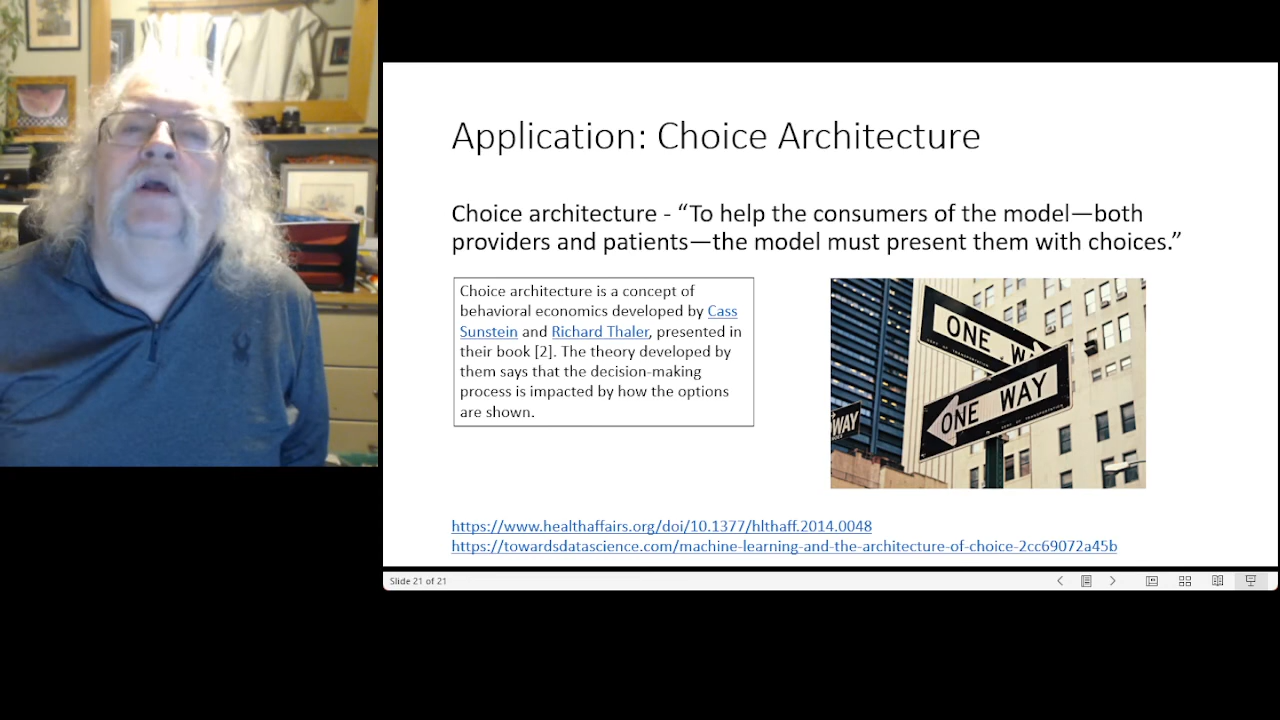 Application: Choice Architecture
Choice architecture - “To help the consumers of the model—both
providers and patients—the model must present them with choices.”
Choice architecture is a concept of
behavioral economics developed by Cass
Sunstein and Richard Thaler, presented in
their book [2]. The theory developed by
them says that the decision-making
process is impacted by how the options
are shown.
ONE WA
ONE WAY
WAY
https://www.healthaffairs.org/doi/10.1377/hlthaff.2014.0048
https://towardsdatascience.com/machine-learning-and-the-architecture-of-choice-2cc69072a45b
Slide 21 of 21